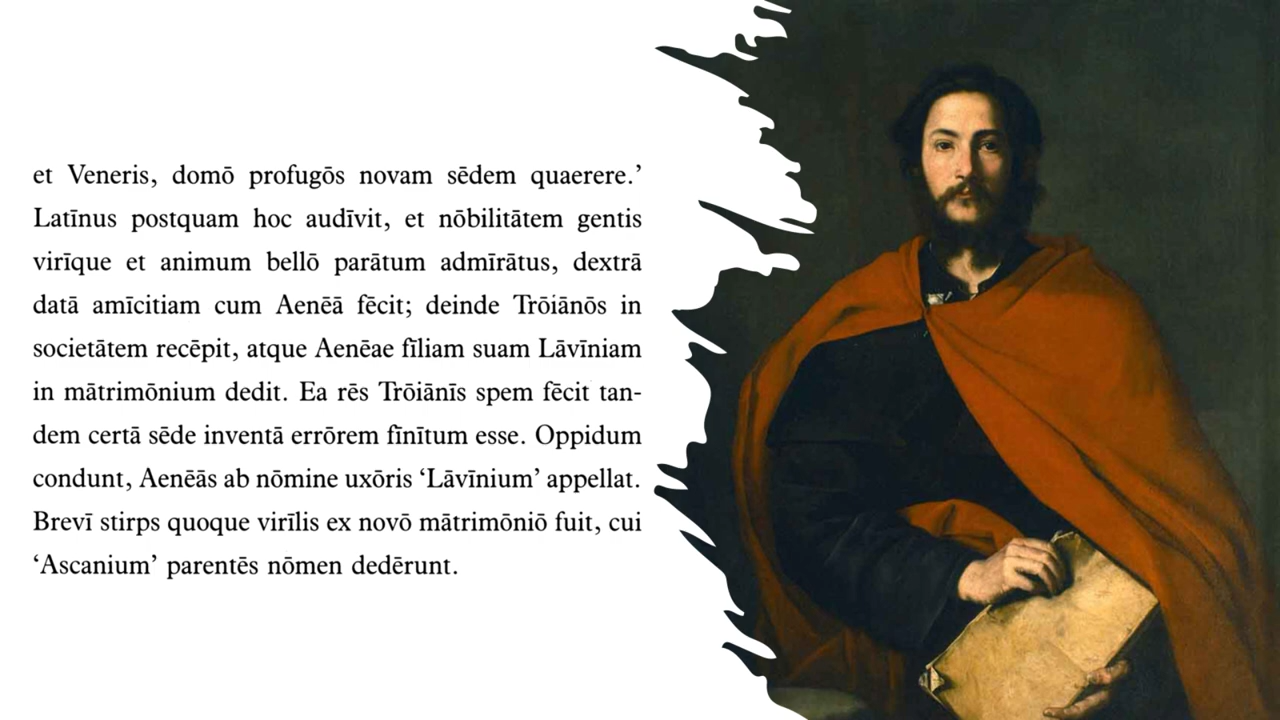 et Veneris, domō profugōs novam sēdem quaerere.’
Latīnus postquam hoc audīvit, et nōbilitātem gentis
virīque et animum bellō parātum admīrātus, dextrā
datā amīcitiam cum Aenēā fēcit; deinde Trōiānōs in
societātem recēpit, atque Aenēae fīliam suam Lāvīniam
in mātrimōnium dedit. Ea rēs Trōiānīs spem fēcit tan-
dem certā sēde inventā errōrem fīnītum esse. Oppidum
condunt, Aenēās ab nōmine uxōris ‘Lāvīnium’ appellat.
Brevī stirps quoque virīlis ex novō mātrimōniō fuit, cui
‘Ascanium’ parentēs nōmen dedērunt.